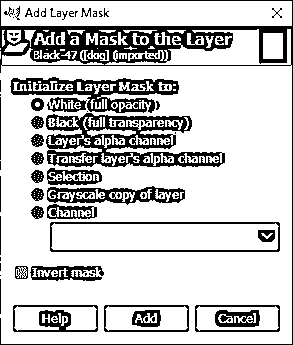 Add Layer Mask
Add a Mask to the Layer
Black-47 ([dog] (imported))
Initialize Layer Mask to:
White (full opacity)
Black (full transparency)
Layer's alpha channel
Transfer layer's alpha channel
Selection
Grayscale copy of layer
Channel
Invert mask
Help
Add
Cancel